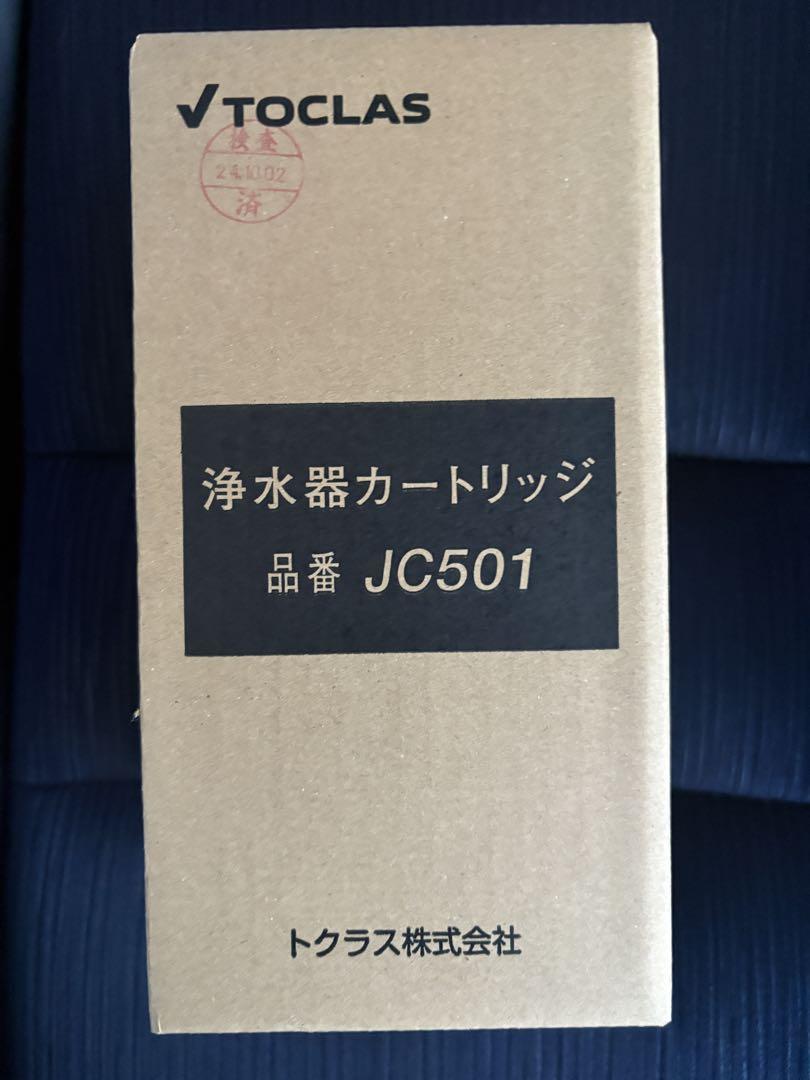 TOCLAS
検査
24.10.02
済
浄水器カートリッジ
品番 JC501
トクラス株式会社